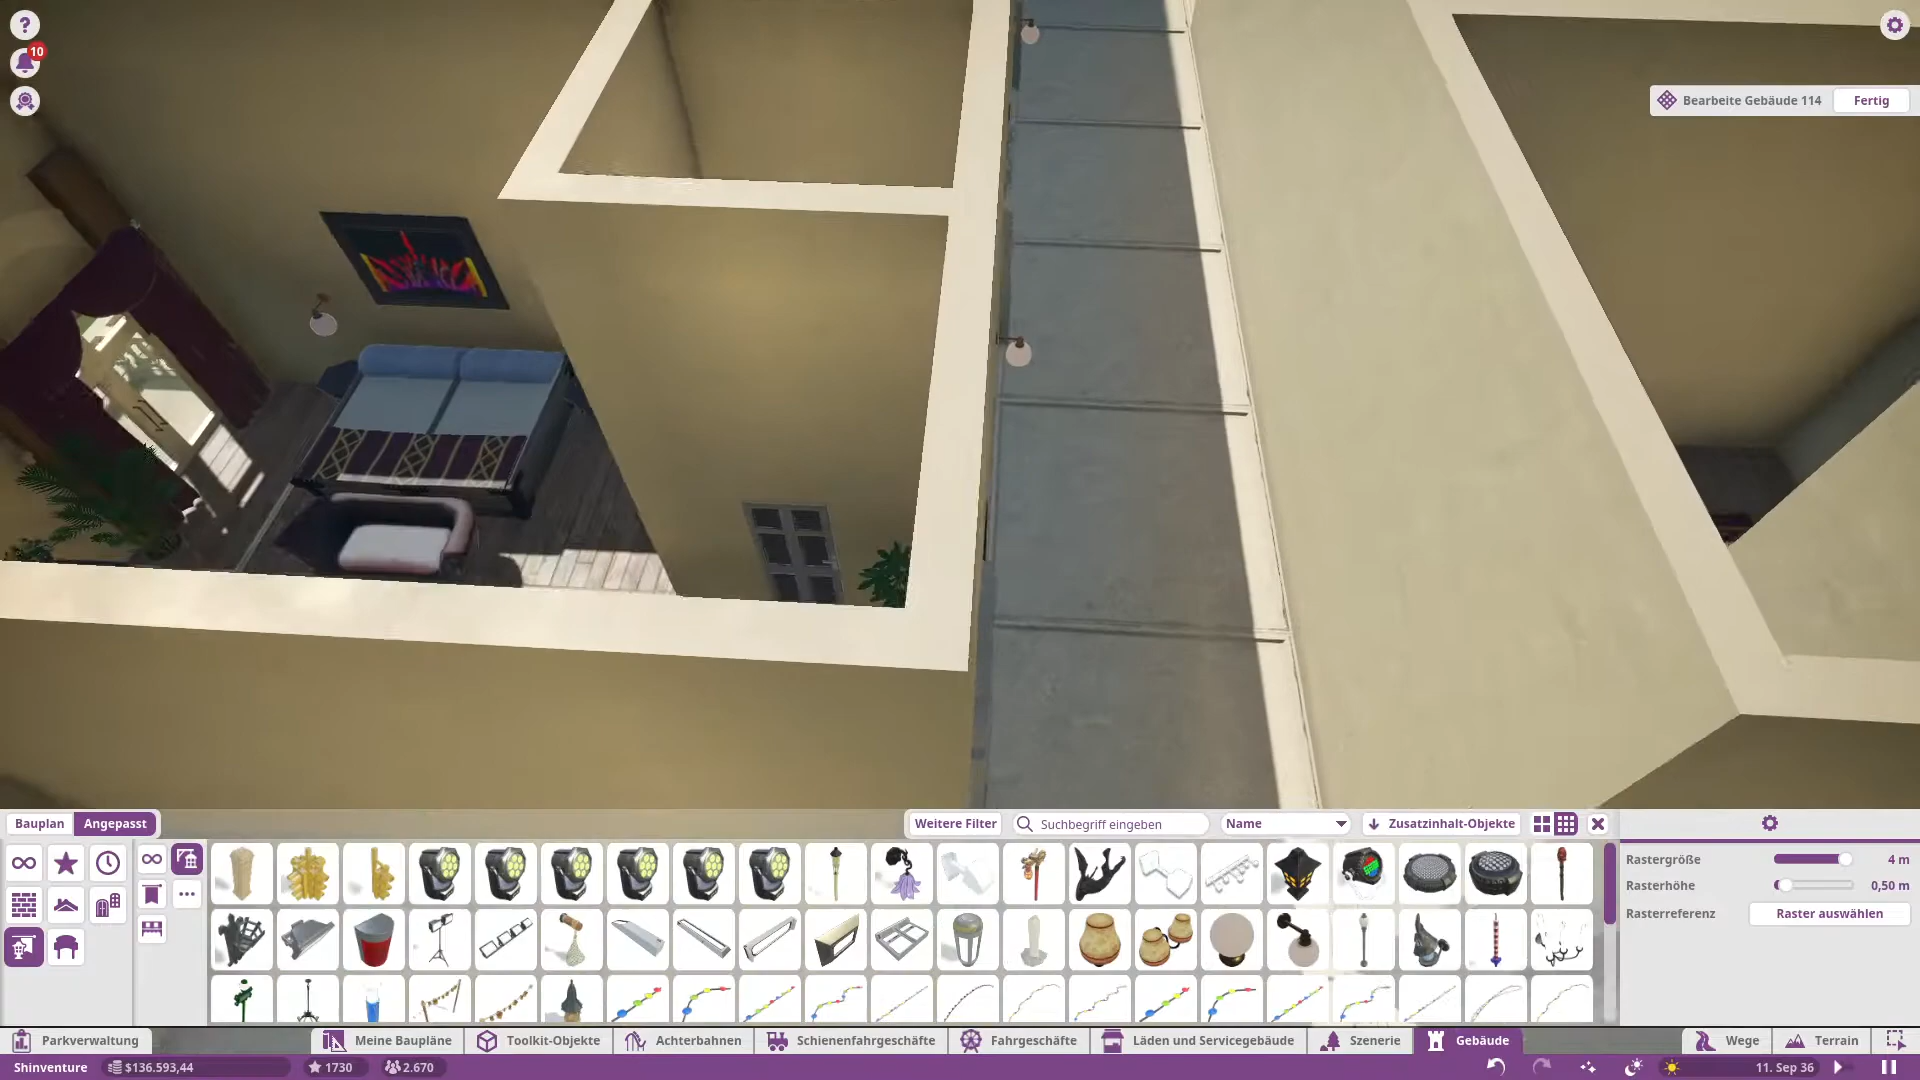 ?
10
Bearbeite Gebäude 114
Fertig
Bauplan
Angepasst
Weitere Filter
Suchbegriff eingeben
Name
Zusatzinhalt-Objekte
Rastergröße
4 m
Rasterhöhe
0,50 m
Rasterreferenz
Raster auswählen
Parkverwaltung
Meine Baupläne
Toolkit-Objekte
Achterbahnen
Schienenfahrgeschäfte
Fahrgeschäfte
Läden und Servicegebäude
Szenerie
Gebäude
Wege
Terrain
Shinventure
$136.593,44
1730
2.670
11. Sep 36